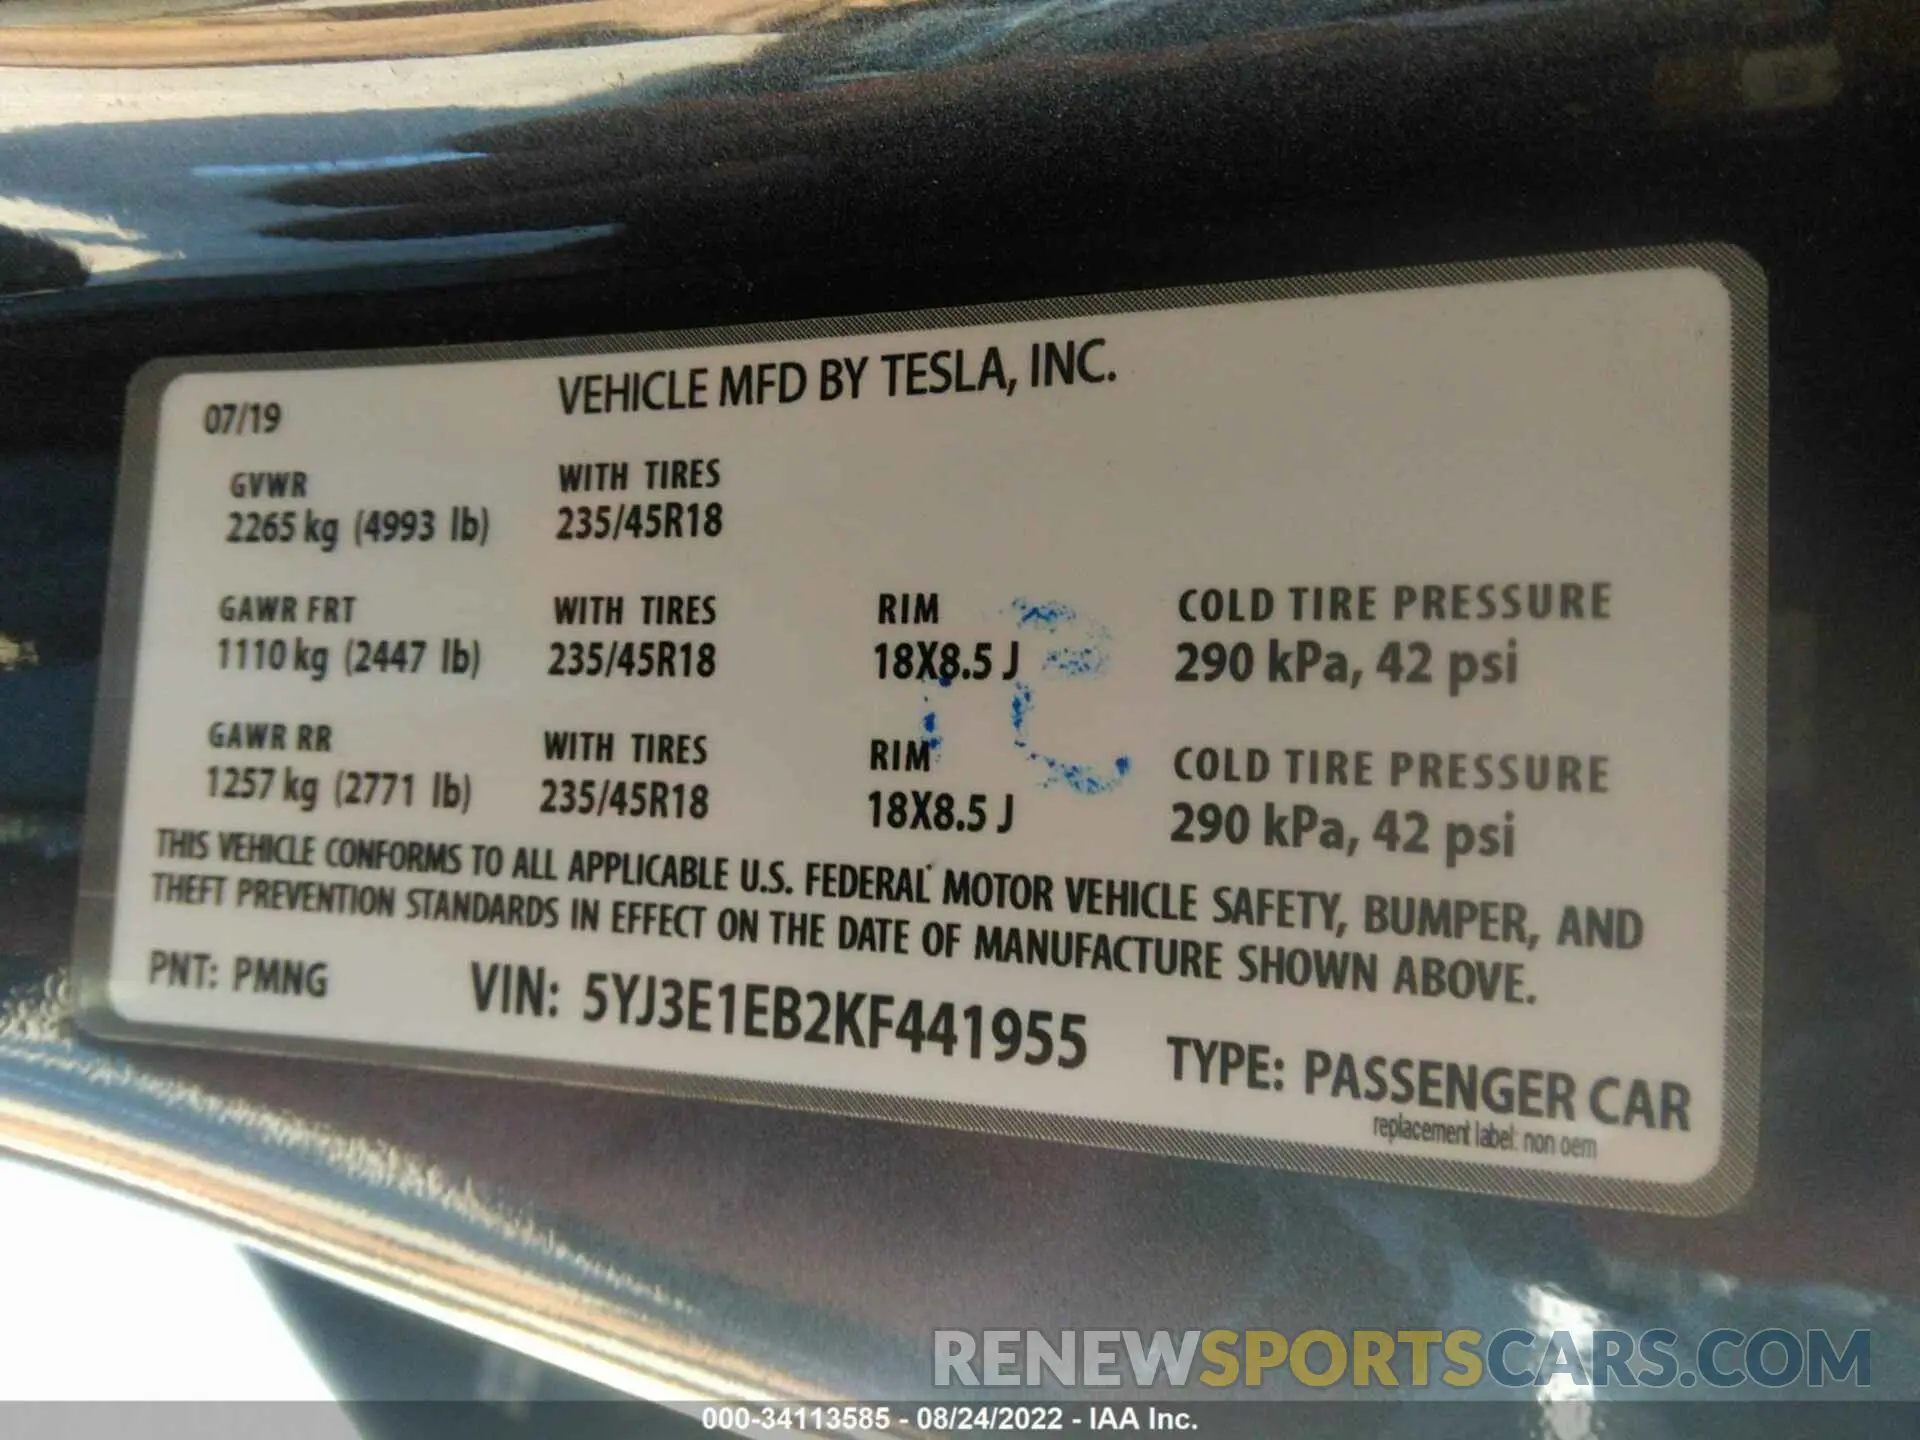 VEHICLE MFD BY TESLA, INC.
07/19
GVWR WITH TIRES
2265 kg (4993 lb) 235/45R18
GAWR FRT WITH TIRES RIM COLD TIRE PRESSURE
1110 kg (2447 lb) 235/45R18 18X8.5 J 290 kPa, 42 psi
GAWR RR WITH TIRES RIM COLD TIRE PRESSURE
1257 kg (2771 lb) 235/45R18 18X8.5 J 290 kPa, 42 psi
THIS VEHICLE CONFORMS TO ALL APPLICABLE U.S. FEDERAL MOTOR VEHICLE SAFETY, BUMPER, AND
THEFT PREVENTION STANDARDS IN EFFECT ON THE DATE OF MANUFACTURE SHOWN ABOVE.
PNT: PMNG VIN: 5YJ3E1EB2KF441955 TYPE: PASSENGER CAR
replacement label: non oem
RENEWSPORTSCARS.COM
000-34113585 - 08/24/2022 - IAA Inc.